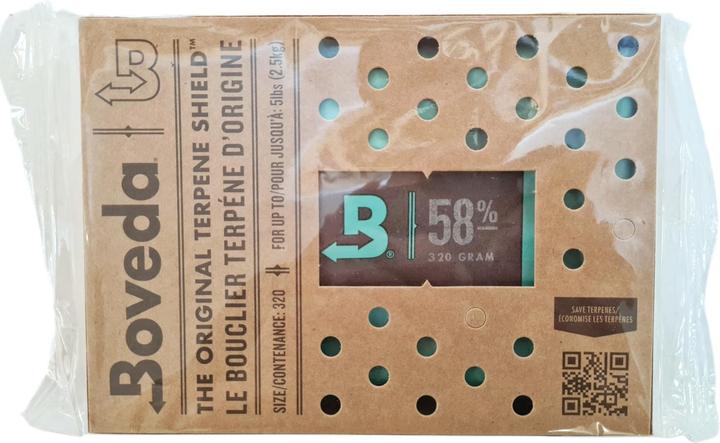 Boveda®
THE ORIGINAL TERPENE SHIELD™
LE BOUCLIER TERPÉNE D'ORIGINE
SIZE/CONTENANCE: 320 FOR UP TO/POUR JUSQU'À: 5lbs (2.5kg)
B® 58%
320 GRAM
SAVE TERPENES/
ÉCONOMISE LES TERPÈNES